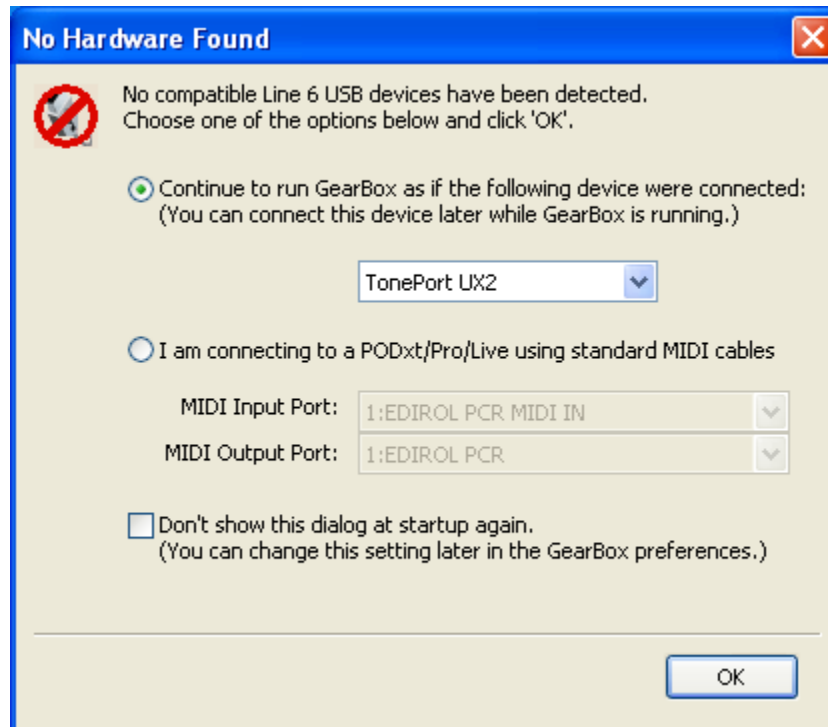 No Hardware Found
No compatible Line 6 USB devices have been detected.
Choose one of the options below and click 'OK'.
Continue to run GearBox as if the following device were connected:
(You can connect this device later while GearBox is running.)
TonePort UX2
I am connecting to a PODxt/Pro/Live using standard MIDI cables
MIDI Input Port: 1:EDIROL PCR MIDI IN
MIDI Output Port: 1:EDIROL PCR
Don't show this dialog at startup again.
(You can change this setting later in the GearBox preferences.)
OK